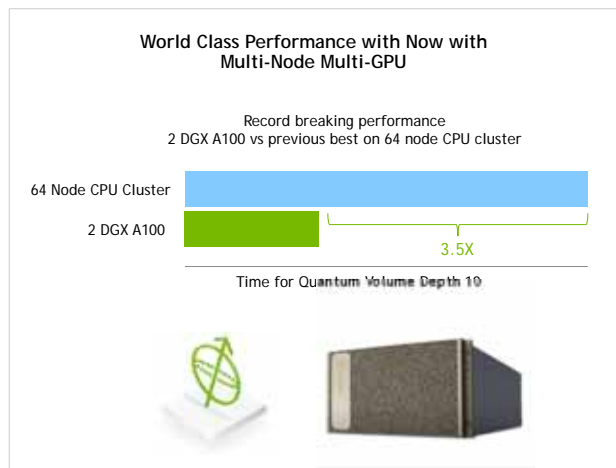 World Class Performance with Now with
Multi-Node Multi-GPU
Record breaking performance
2 DGX A100 vs previous best on 64 node CPU cluster
64 Node CPU Cluster
2 DGX A100
3.5X
Time for Quantum Volume Depth 10